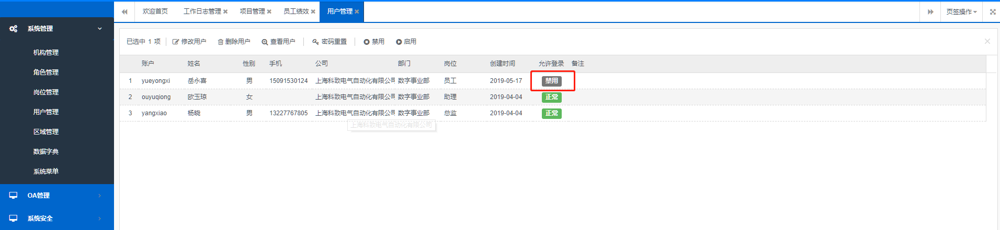 欢迎首页 工作日志管理 项目管理 员工绩效 用户管理 页签操作
系统管理
机构管理
角色管理
岗位管理
用户管理
区域管理
数据字典
系统菜单
OA管理
系统安全
已选中 1 项 修改用户 删除用户 查看用户 密码重置 禁用 启用
账户 姓名 性别 手机 公司 部门 岗位 创建时间 允许登录 备注
1 yueyongxi 岳永喜 男 15091530124 上海科致电气自动化有限公司 数字事业部 员工 2019-05-17 禁用
2 ouyuqiong 欧玉琼 女 上海科致电气自动化有限公司 数字事业部 助理 2019-04-04 正常
3 yangxiao 杨晓 男 13227767805 上海科致电气自动化有限公司 数字事业部 总监 2019-04-04 正常
上海科致电气自动化有限公司